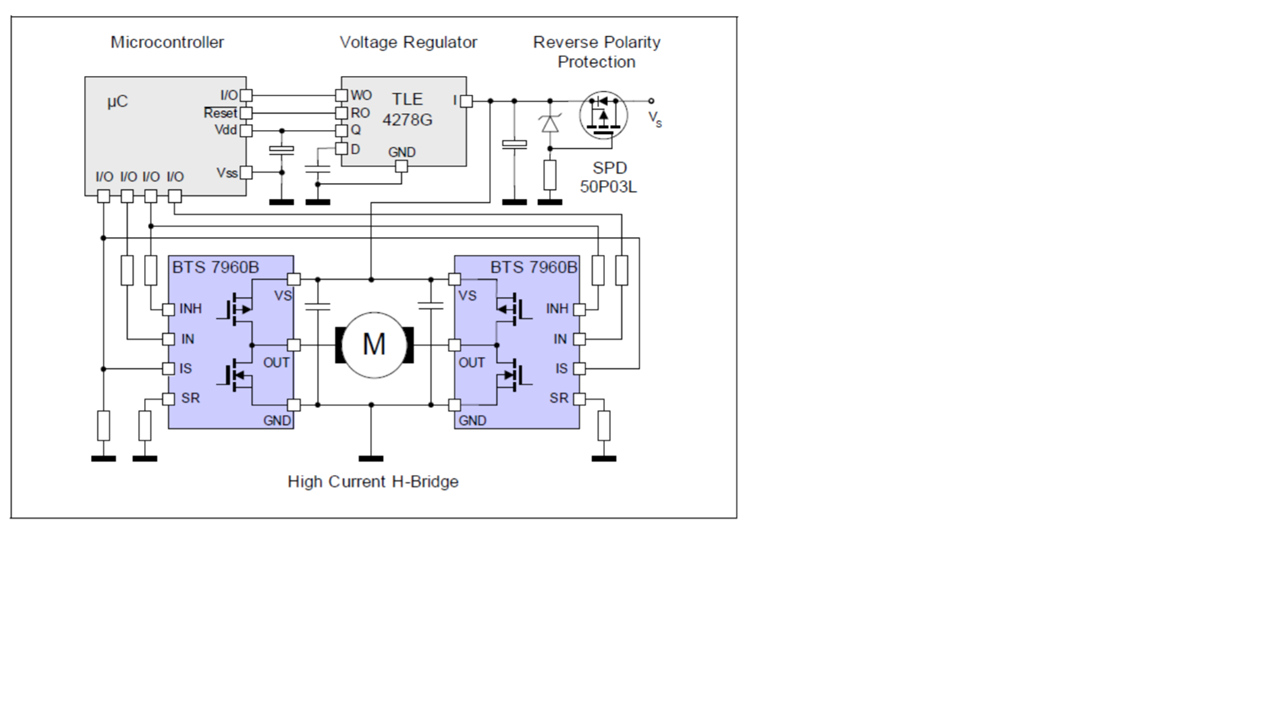 Microcontroller
Voltage Regulator
Reverse Polarity
Protection
µC
I/O
Reset
Vdd
Vss
I/O I/O I/O I/O
WO
RO
Q
D
TLE
4278G
I
GND
VS
SPD
50P03L
BTS 7960B
VS
INH
IN
OUT
IS
SR
GND
M
BTS 7960B
VS
INH
IN
OUT
IS
SR
GND
High Current H-Bridge